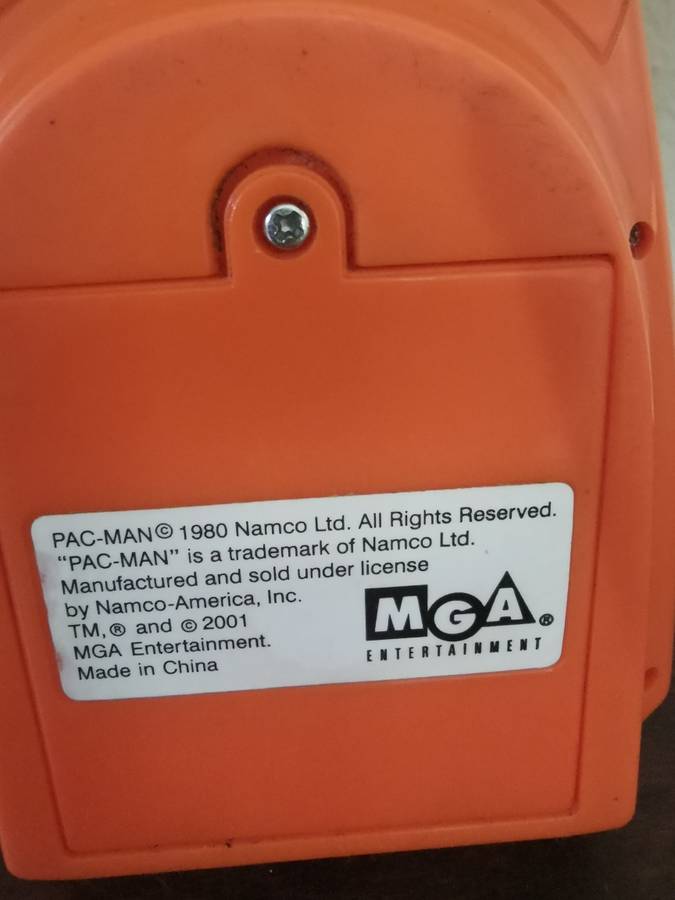 PAC-MAN© 1980 Namco Ltd. All Rights Reserved.
“PAC-MAN” is a trademark of Namco Ltd.
Manufactured and sold under license
by Namco-America, Inc.
TM,® and © 2001
MGA Entertainment.
Made in China
MGA®
ENTERTAINMENT